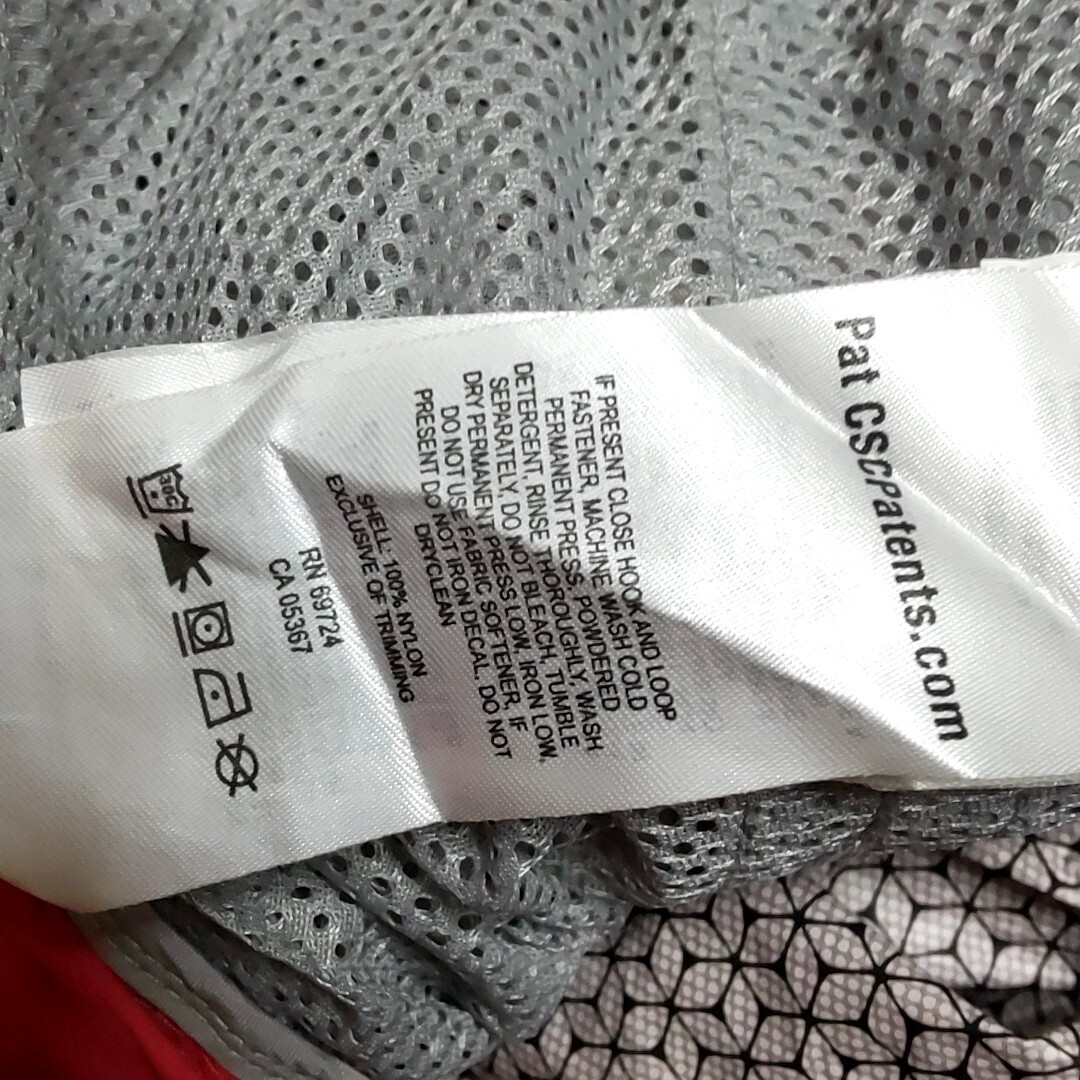 Pat CSCPatents.com
IF PRESENT CLOSE HOOK AND LOOP
FASTENER, MACHINE WASH COLD
PERMANENT PRESS, POWDERED
DETERGENT, RINSE THOROUGHLY, WASH
SEPARATELY, DO NOT BLEACH, TUMBLE
DRY PERMANENT PRESS LOW, IRON LOW,
DO NOT USE FABRIC SOFTENER, IF
PRESENT DO NOT IRON DECAL, DO NOT
DRYCLEAN
SHELL: 100% NYLON
EXCLUSIVE OF TRIMMING
RN 69724
CA 05367
30C